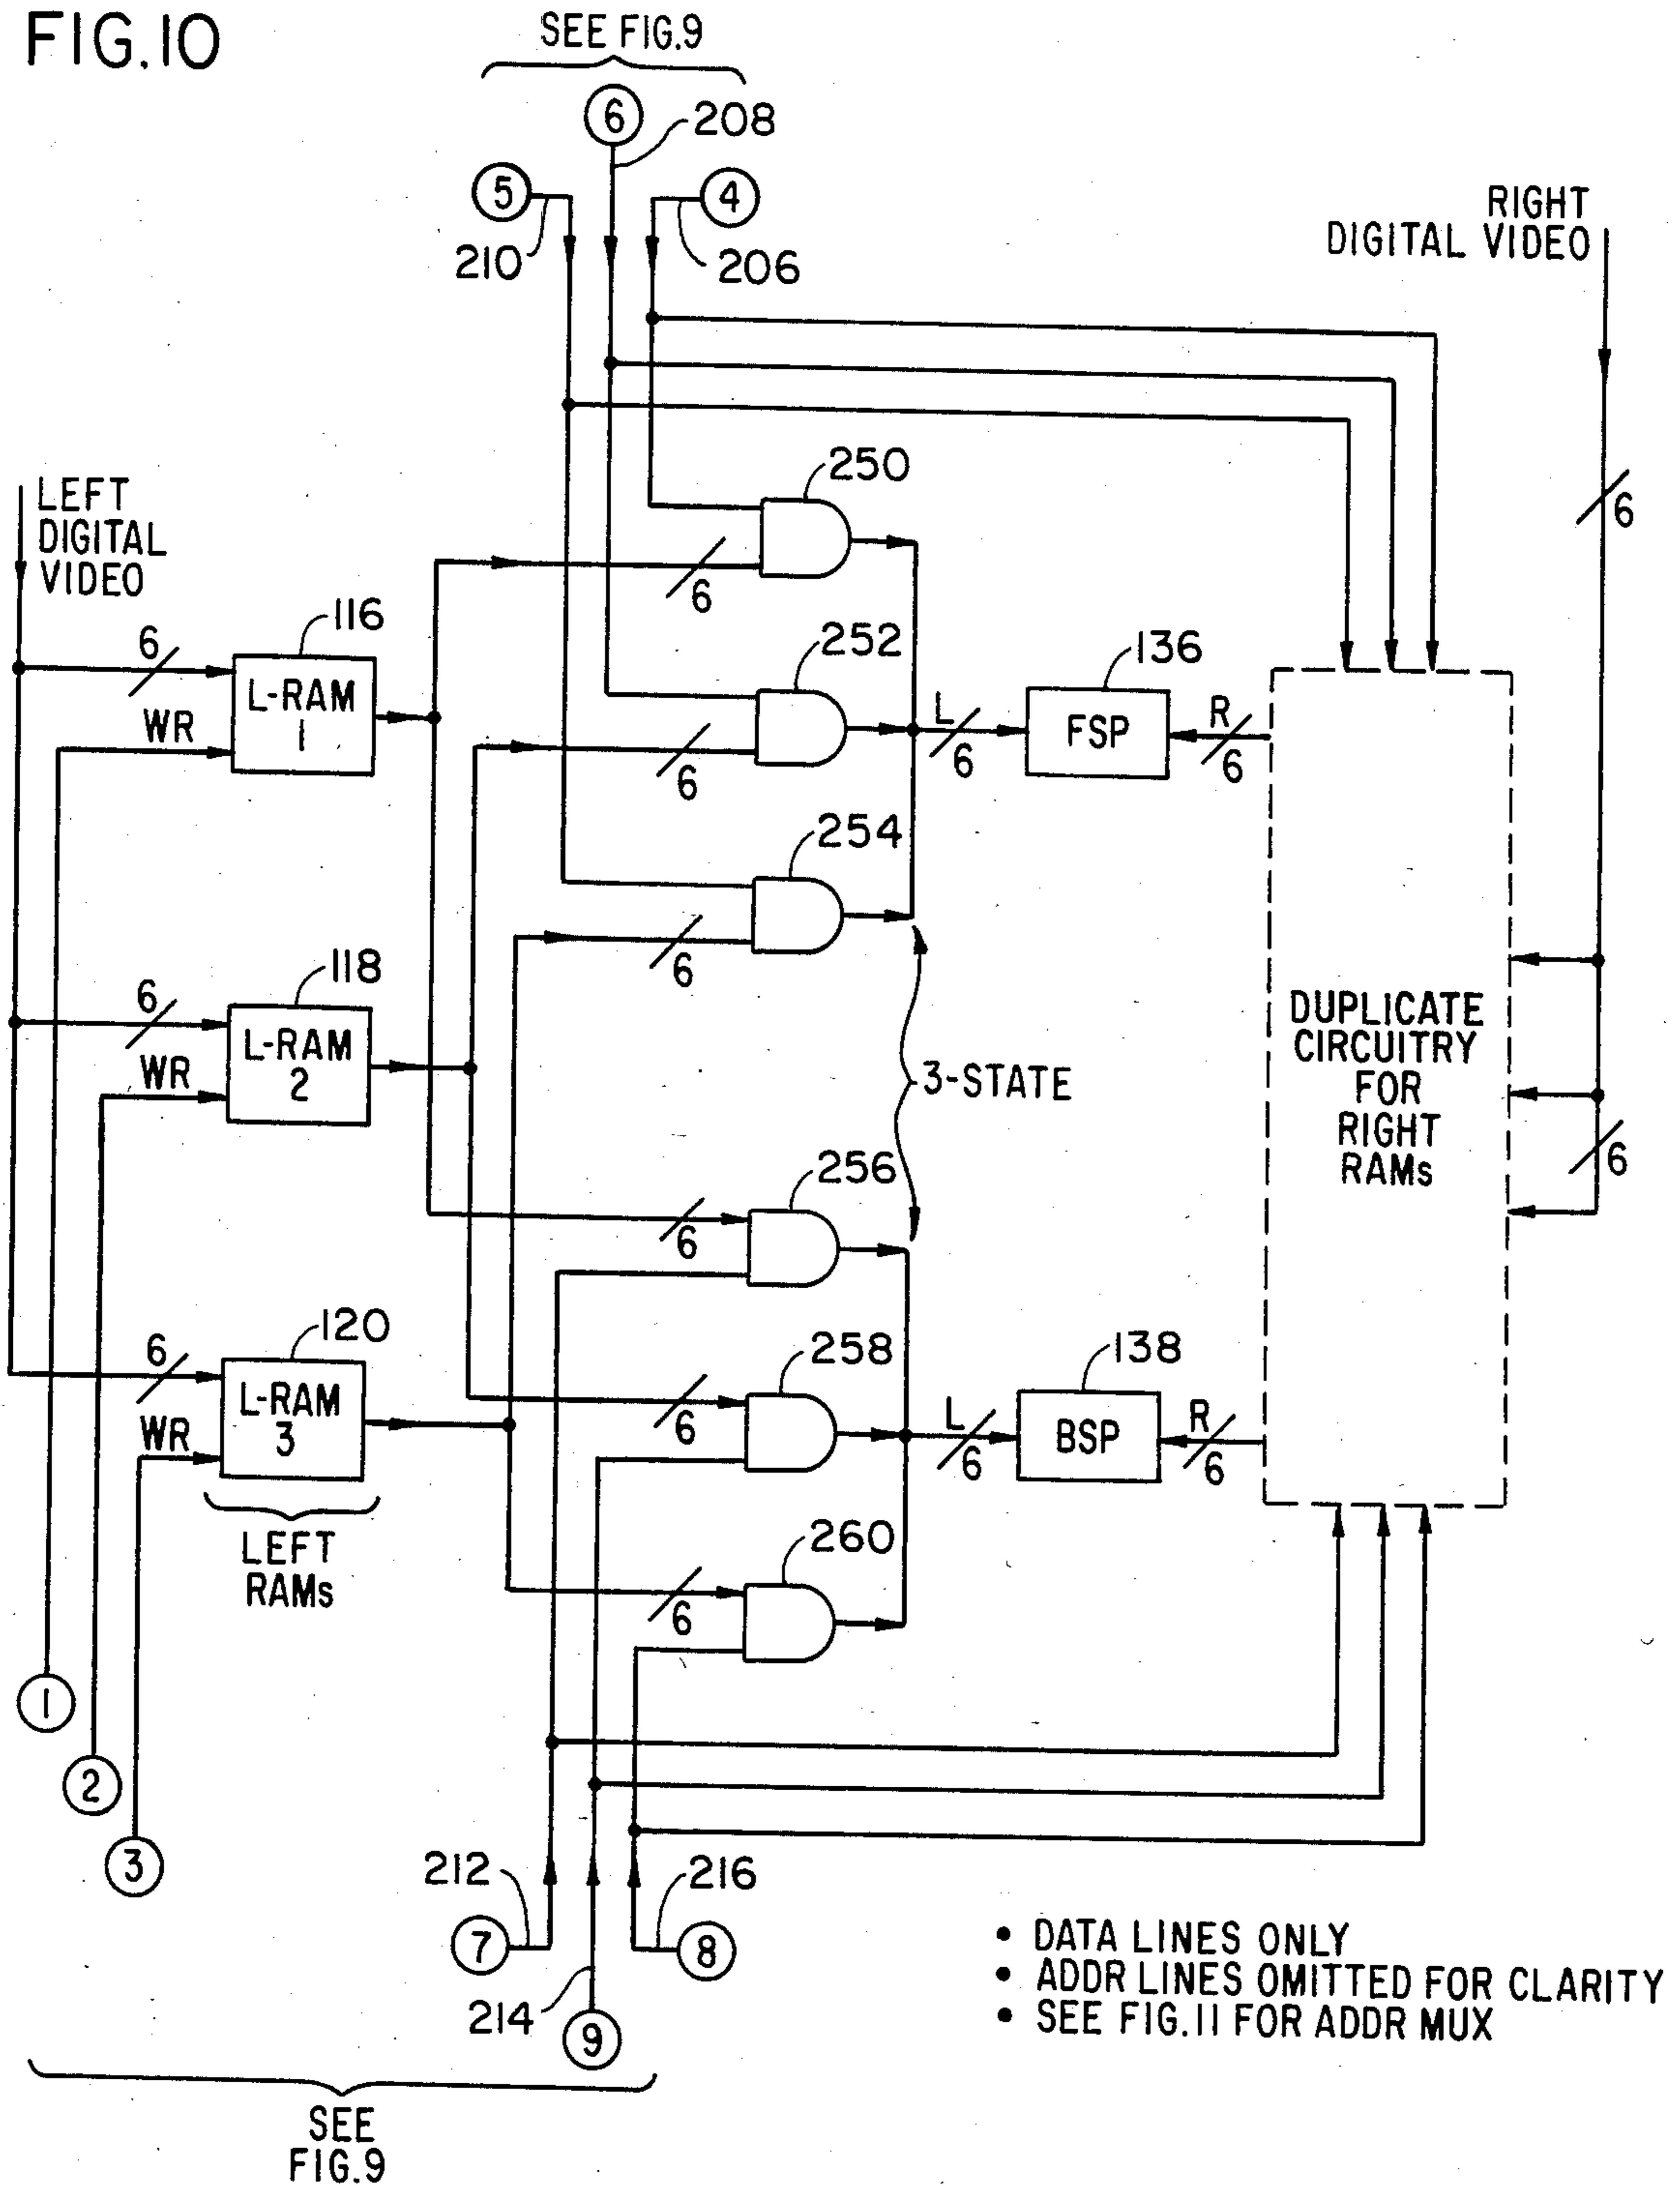 FIG.10
SEE FIG.9
6
208
5
4
210
206
RIGHT
DIGITAL VIDEO
6
LEFT
DIGITAL
VIDEO
250
6
6
116
L-RAM
1
WR
252
6
136
L
6
FSP
R
6
254
6
6
118
L-RAM
2
WR
3-STATE
DUPLICATE
CIRCUITRY
FOR
RIGHT
RAMs
6
256
6
6
120
L-RAM
3
WR
LEFT
RAMs
258
6
138
L
6
BSP
R
6
260
6
1
2
3
212
216
7
8
214
9
• DATA LINES ONLY
• ADDR LINES OMITTED FOR CLARITY
• SEE FIG.11 FOR ADDR MUX
SEE
FIG.9